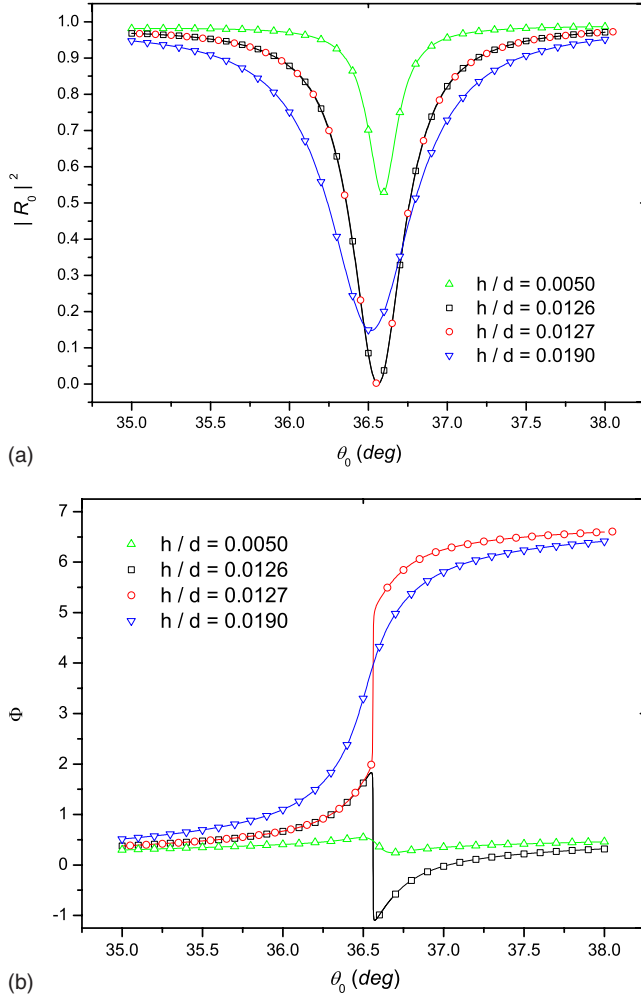 1.0
0.9
0.8
0.7
0.6
0.5
0.4
0.3
0.2
0.1
0.0
| R₀ | ²
h / d = 0.0050
h / d = 0.0126
h / d = 0.0127
h / d = 0.0190
35.0 35.5 36.0 36.5 37.0 37.5 38.0
(a)
θ₀ (deg)
7
6
5
4
3
2
1
0
-1
Φ
h / d = 0.0050
h / d = 0.0126
h / d = 0.0127
h / d = 0.0190
35.0 35.5 36.0 36.5 37.0 37.5 38.0
(b)
θ₀ (deg)